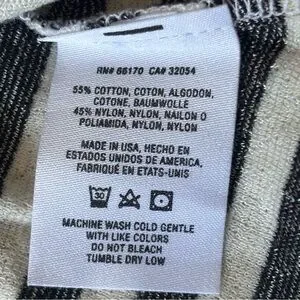 RN# 66170 CA# 32054
55% COTTON, COTON, ALGODON,
COTONE, BAUMWOLLE
45% NYLON, NYLON, NAILON O
POLIAMIDA, NYLON, NYLON
MADE IN USA, HECHO EN
ESTADOS UNIDOS DE AMERICA,
FABRIQUÉ EN ETATS-UNIS
30
MACHINE WASH COLD GENTLE
WITH LIKE COLORS
DO NOT BLEACH
TUMBLE DRY LOW